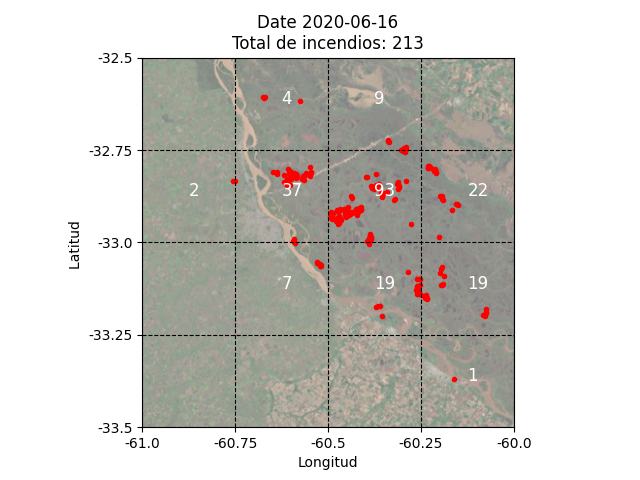 Date 2020-06-16
Total de incendios: 213
-32.5
4 9
-32.75
2 37 93 22
-33.0
7 19 19
-33.25
1
-33.5
-61.0 -60.75 -60.5 -60.25 -60.0
Latitud
Longitud